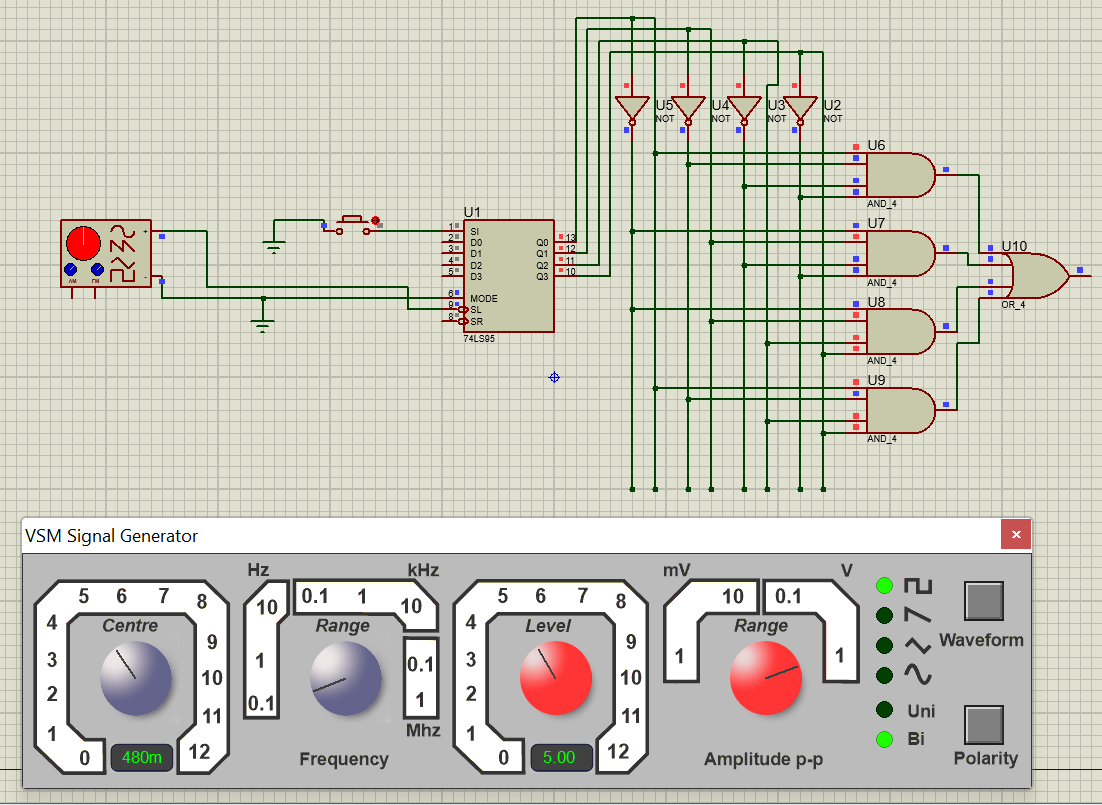 U5 U4 U3 U2
NOT NOT NOT NOT
U6
AND_4
U1
SI Q0 13
1
D0 Q1 12
2
D1 Q2 11
3
D2 Q3 10
4
D3
5
MODE
6
SL
9
SR
8
74LS95
+
-
AM FM
U7
AND_4
U10
OR_4
U8
AND_4
U9
AND_4
VSM Signal Generator
x
Hz kHz mV V
5 6 7 8 10 0.1 1 10 5 6 7 8 10 0.1
4 Centre Range 4 Level Range
3 9 1 0.1 3 9 1 1
2 10 1 2 10
1 11 0.1 Mhz 1 11
0 480m 12 0 5.00 12
Frequency Amplitude p-p
Waveform
Uni
Bi
Polarity